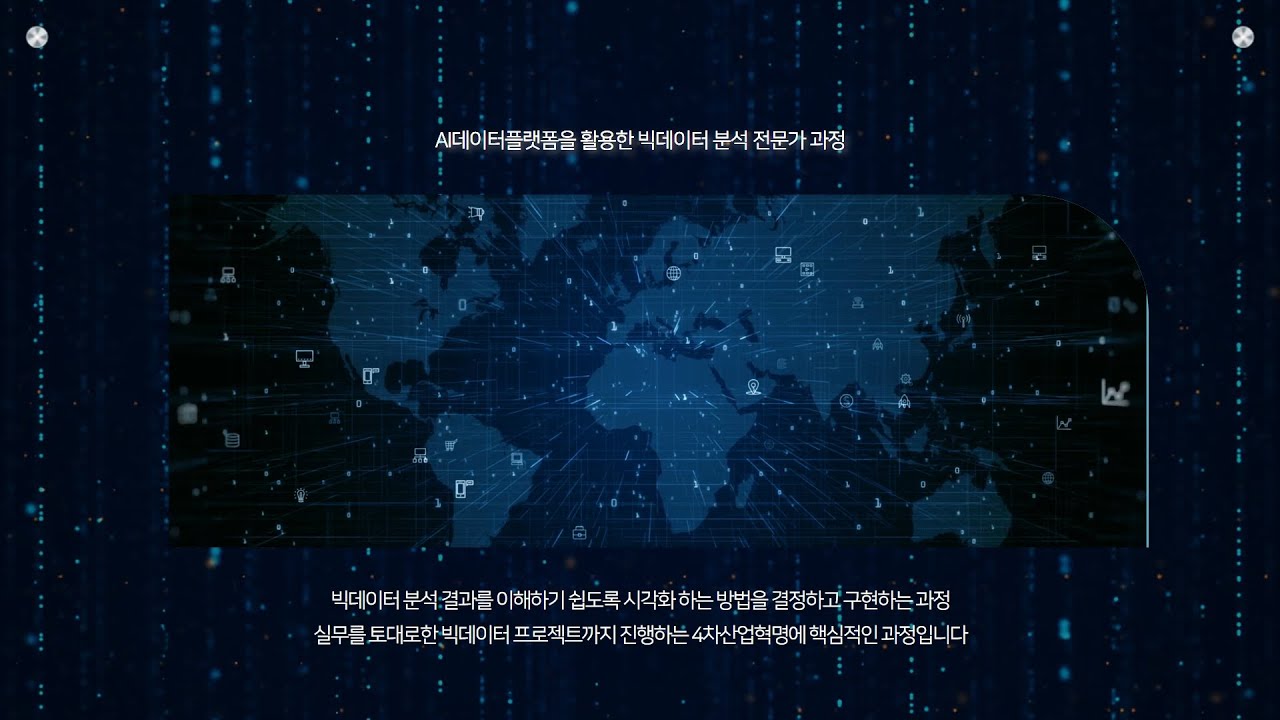 AI데이터플랫폼을 활용한 빅데이터 분석 전문가 과정
빅데이터 분석 결과를 이해하기 쉽도록 시각화 하는 방법을 결정하고 구현하는 과정
실무를 토대로한 빅데이터 프로젝트까지 진행하는 4차산업혁명에 핵심적인 과정입니다